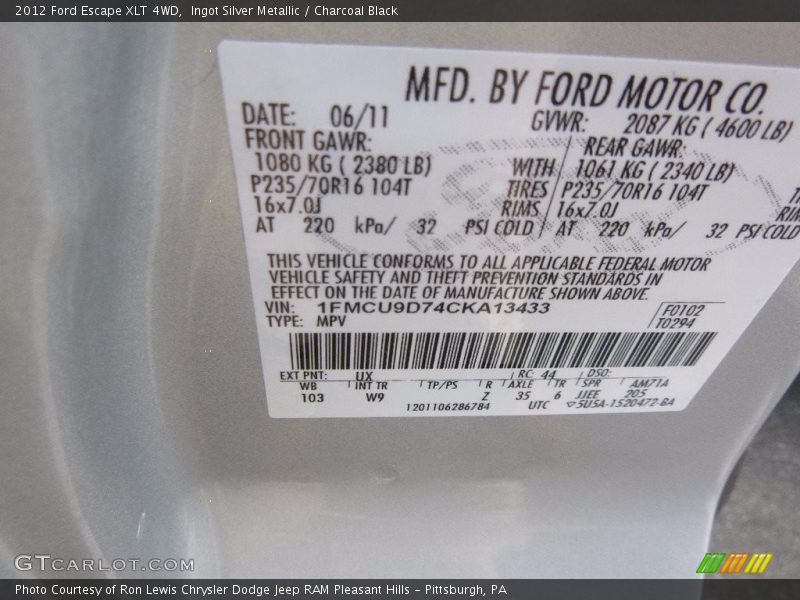 2012 Ford Escape XLT 4WD,  Ingot Silver Metallic / Charcoal Black
MFD. BY FORD MOTOR CO.
DATE: 06/11 GVWR: 2087 KG ( 4600 LB)
FRONT GAWR: REAR GAWR:
1080 KG ( 2380 LB) WITH 1061 KG ( 2340 LB)
P235/70R16 104T TIRES P235/70R16 104T
16x7.0J RIMS 16x7.0J RIM
AT 220 kPa/ 32 PSI COLD AT 220 kPa/ 32 PSI COLD
THIS VEHICLE CONFORMS TO ALL APPLICABLE FEDERAL MOTOR
VEHICLE SAFETY AND THEFT PREVENTION STANDARDS IN
EFFECT ON THE DATE OF MANUFACTURE SHOWN ABOVE.
VIN: 1FMCU9D74CKA13433 F0102
TYPE: MPV T0294
EXT PNT: UX RC: 44 DSO:
WB INT TR TP/PS R AXLE TR SPR AM71A
103 W9 Z 35 6 JJEE 205
1201106286784 UTC ▽5USA-1520472-BA
GTCARLOT.COM
Photo Courtesy of Ron Lewis Chrysler Dodge Jeep RAM Pleasant Hills – Pittsburgh, PA